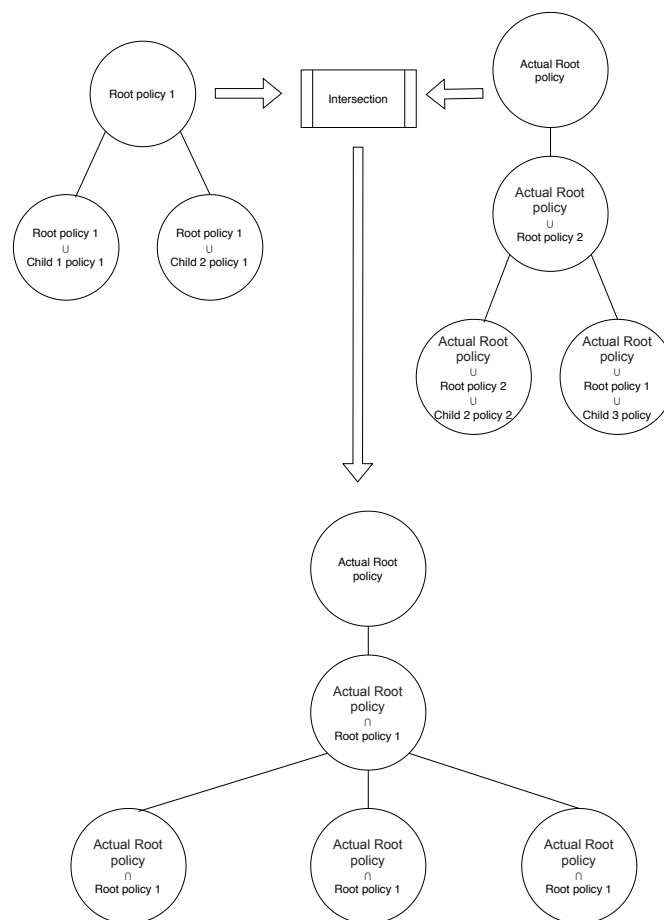 Root policy 1
Intersection
Actual Root
policy
Root policy 1
∪
Child 1 policy 1
Root policy 1
∪
Child 2 policy 1
Actual Root
policy
∪
Root policy 2
Actual Root
policy
∪
Root policy 2
∪
Child 2 policy 2
Actual Root
policy
∪
Root policy 1
∪
Child 3 policy
Actual Root
policy
Actual Root
policy
∩
Root policy 1
Actual Root
policy
∩
Root policy 1
Actual Root
policy
∩
Root policy 1
Actual Root
policy
∩
Root policy 1